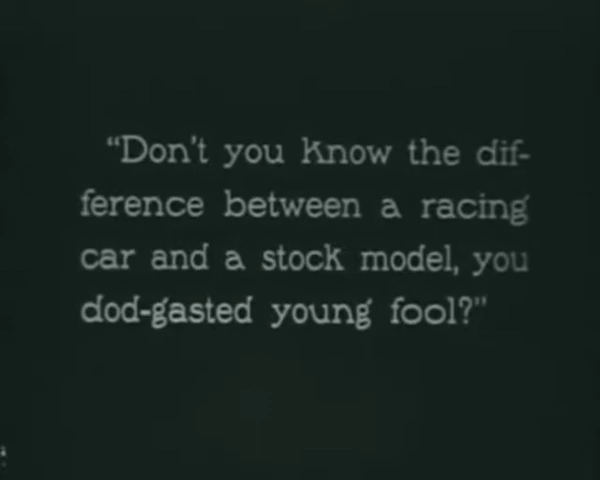 “Don't you know the dif-
ference between a racing
car and a stock model, you
dod-gasted young fool?”